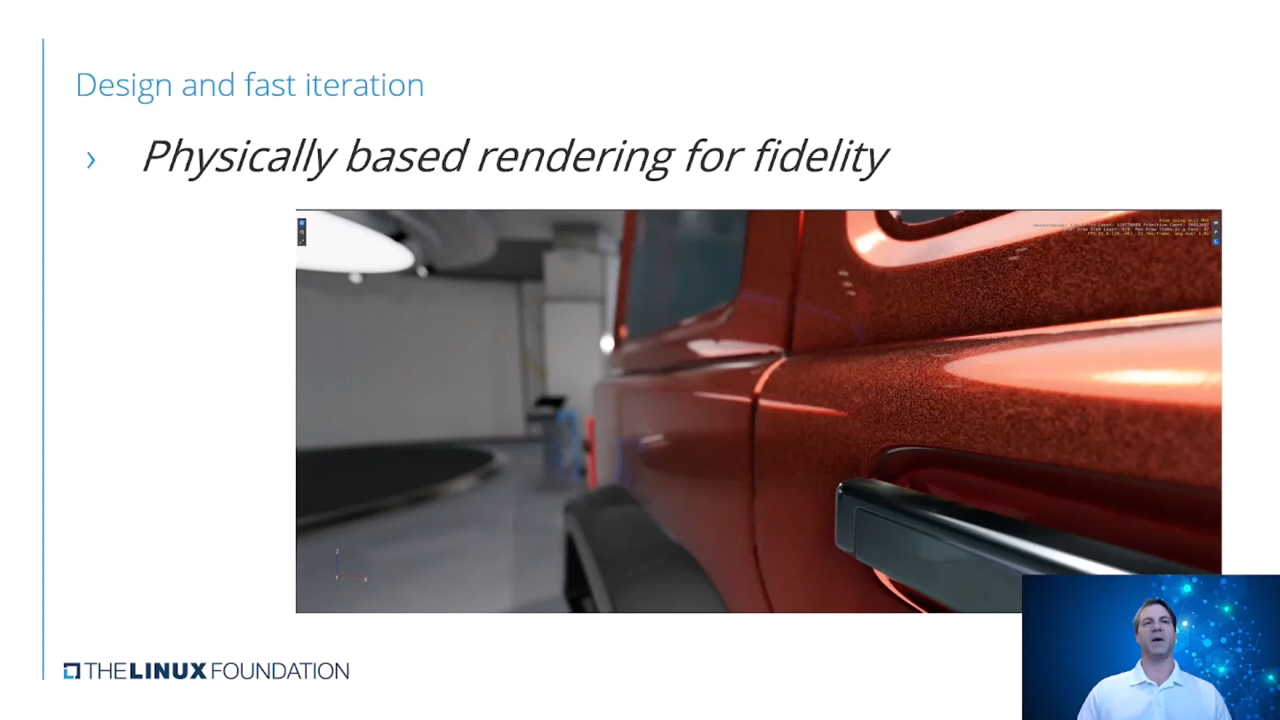 Design and fast iteration
› Physically based rendering for fidelity
Z
Y X
THE LINUX FOUNDATION